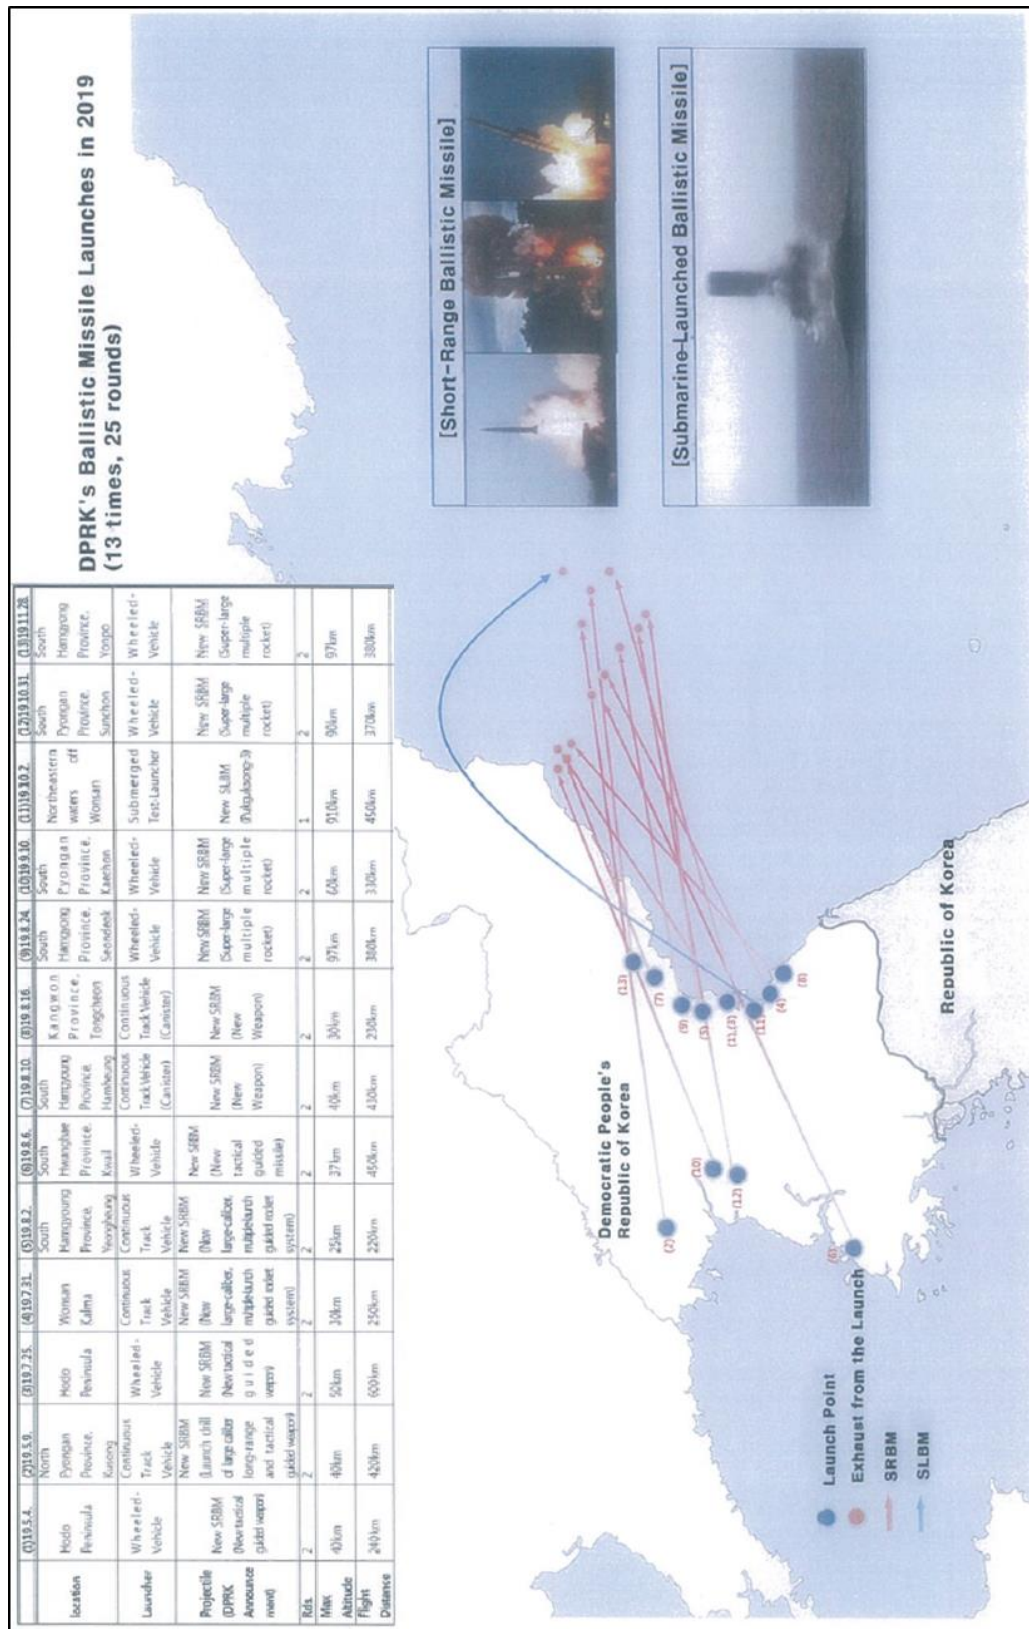 DPRK's Ballistic Missile Launches in 2019
(13 times, 25 rounds)
(1)19.5.4.
(2)19.5.9.
(3)19.7.25.
(4)19.7.31.
(5)19.8.2.
(6)19.8.6.
(7)19.8.10.
(8)19.8.16.
(9)19.8.24.
(10)19.9.10.
(11)19.10.2.
(12)19.10.31.
(13)19.11.28.
location
Hodo
Peninsula
North
Pyongan
Province,
Kusong
Hodo
Peninsula
Wonsan
Kalma
South
Hamgyoung
Province,
Yeongheung
South
Hwanghae
Province,
Kwail
South
Hamgyoung
Province,
Hamheung
Kangwon
Province,
Tongcheon
South
Hamgyong
Province,
Seondeok
South
Pyongan
Province,
Kaechon
Northeastern
waters off
Wonsan
South
Pyongan
Province,
Sunchon
South
Hamgyong
Province,
Yonpo
Launcher
Wheeled-
Vehicle
Continuous
Track
Vehicle
Wheeled-
Vehicle
Continuous
Track
Vehicle
Continuous
Track
Vehicle
Wheeled-
Vehicle
Continuous
Track Vehicle
(Canister)
Continuous
Track Vehicle
(Canister)
Wheeled-
Vehicle
Wheeled-
Vehicle
Submerged
Test-Launcher
Wheeled-
Vehicle
Wheeled-
Vehicle
Projectile
(DPRK
Announce
ment)
New SRBM
(New tactical
guided weapon)
New SRBM
(Launch drill
of large caliber
long-range
and tactical
guided weapon)
New SRBM
(New tactical
guided
weapon)
New SRBM
(New
large-caliber,
multiple launch
guided rocket
system)
New SRBM
(New
large-caliber,
multiple launch
guided rocket
system)
New SRBM
(New
tactical
guided
missile)
New SRBM
(New
Weapon)
New SRBM
(New
Weapon)
New SRBM
(Super-large
multiple
rocket)
New SRBM
(Super-large
multiple
rocket)
New SLBM
(Pukguksong-3)
New SRBM
(Super-large
multiple
rocket)
New SRBM
(Super-large
multiple
rocket)
Rds.
2
2
2
2
2
2
2
2
2
2
1
2
2
Max
Altitude
40km
40km
50km
30km
25km
37km
40km
30km
97km
60km
910km
90km
97km
Flight
Distance
240km
420km
600km
250km
220km
450km
430km
230km
380km
330km
450km
370km
380km
[Short-Range Ballistic Missile]
[Submarine-Launched Ballistic Missile]
Democratic People's
Republic of Korea
(13)
(7)
(9)
(5)
(1),(3)
(11)
(4)
(8)
(10)
(12)
(2)
(6)
Republic of Korea
Launch Point
Exhaust from the Launch
SRBM
SLBM